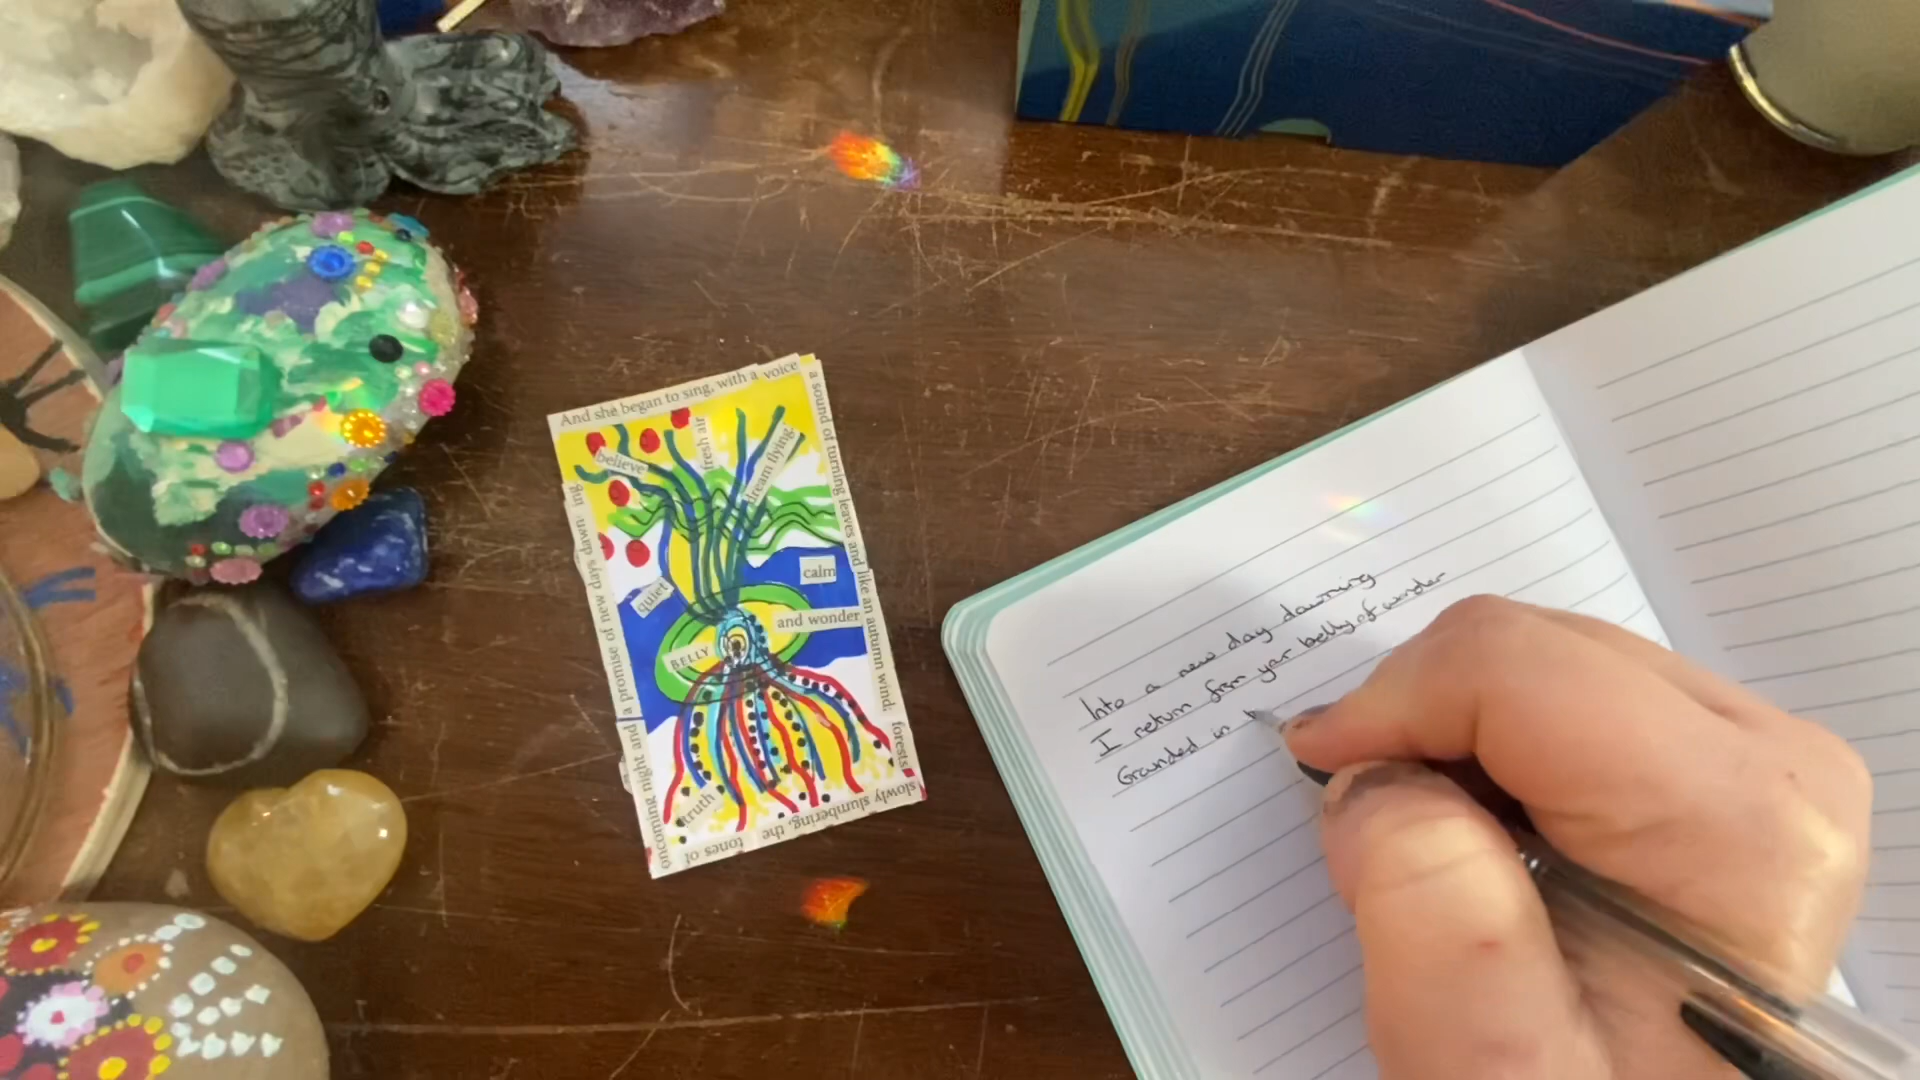 And she began to sing, with a voice
a sound of turning leaves and like an autumn wind;
forests
slowly slumbering, the
tones of
oncoming night and
a promise of new days dawn
ing
believe
fresh air
dream flying.
quiet
calm
and wonder
BELLY
truth
Into a new day dawning
I return from yar belly of wonder
Grounded in